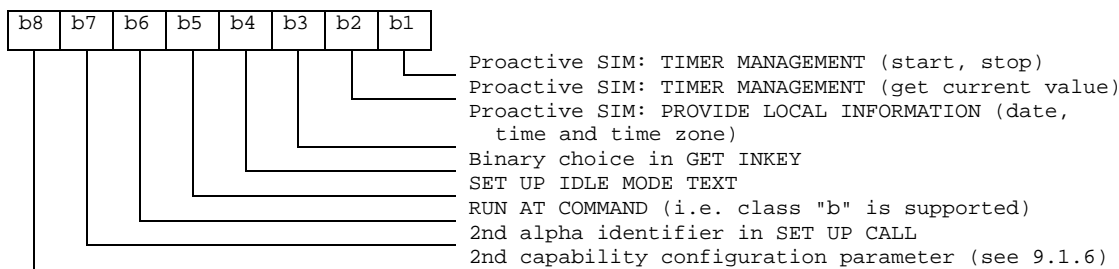 b8 b7 b6 b5 b4 b3 b2 b1
Proactive SIM: TIMER MANAGEMENT (start, stop)
Proactive SIM: TIMER MANAGEMENT (get current value)
Proactive SIM: PROVIDE LOCAL INFORMATION (date,
time and time zone)
Binary choice in GET INKEY
SET UP IDLE MODE TEXT
RUN AT COMMAND (i.e. class "b" is supported)
2nd alpha identifier in SET UP CALL
2nd capability configuration parameter (see 9.1.6)